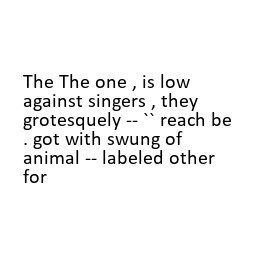 The The one , is low
against singers , they
grotesquely -- `` reach be
. got with swung of
animal -- labeled other
for